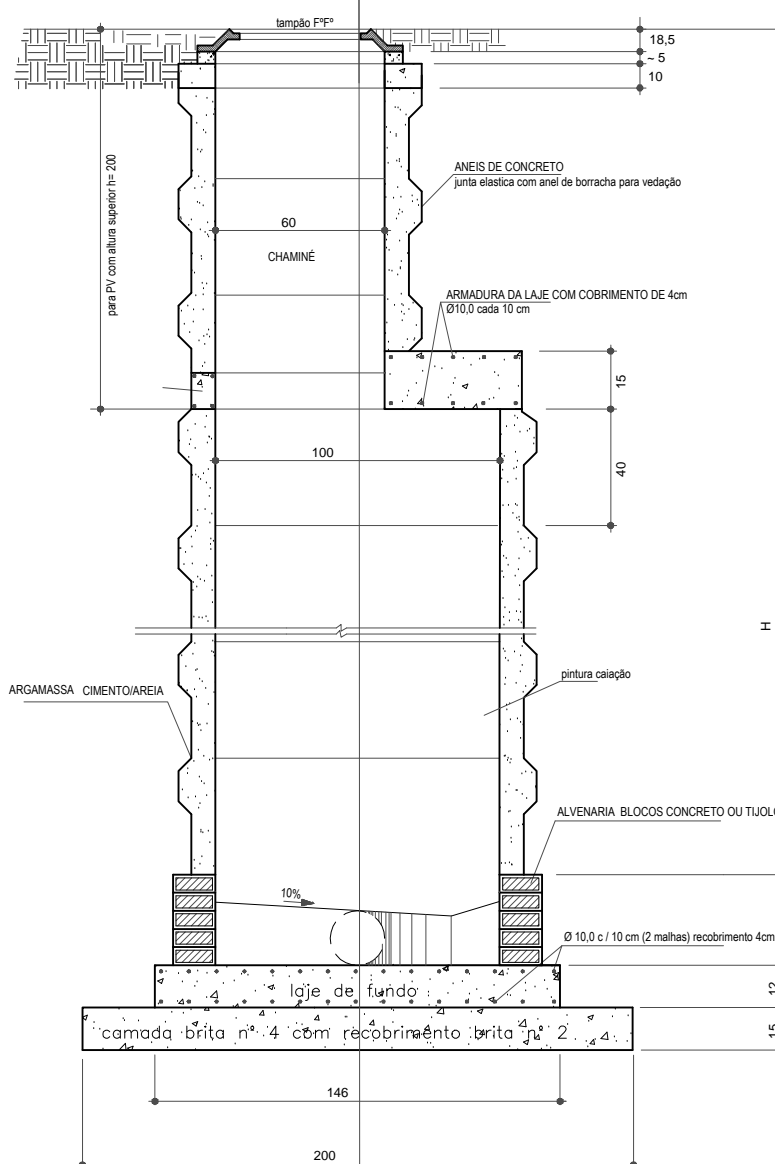 tampão FºFº
18,5
~ 5
10
ANEIS DE CONCRETO
junta elastica com anel de borracha para vedação
para PV com altura superior h= 200
60
CHAMINÉ
ARMADURA DA LAJE COM COBRIMENTO DE 4cm
Ø10,0 cada 10 cm
15
100
40
H
pintura caiação
ARGAMASSA CIMENTO/AREIA
ALVENARIA BLOCOS CONCRETO OU TIJOLO
10%
Ø 10,0 c / 10 cm (2 malhas) recobrimento 4cm
laje de fundo
12
camada brita nº 4 com recobrimento brita nº 2
15
146
200